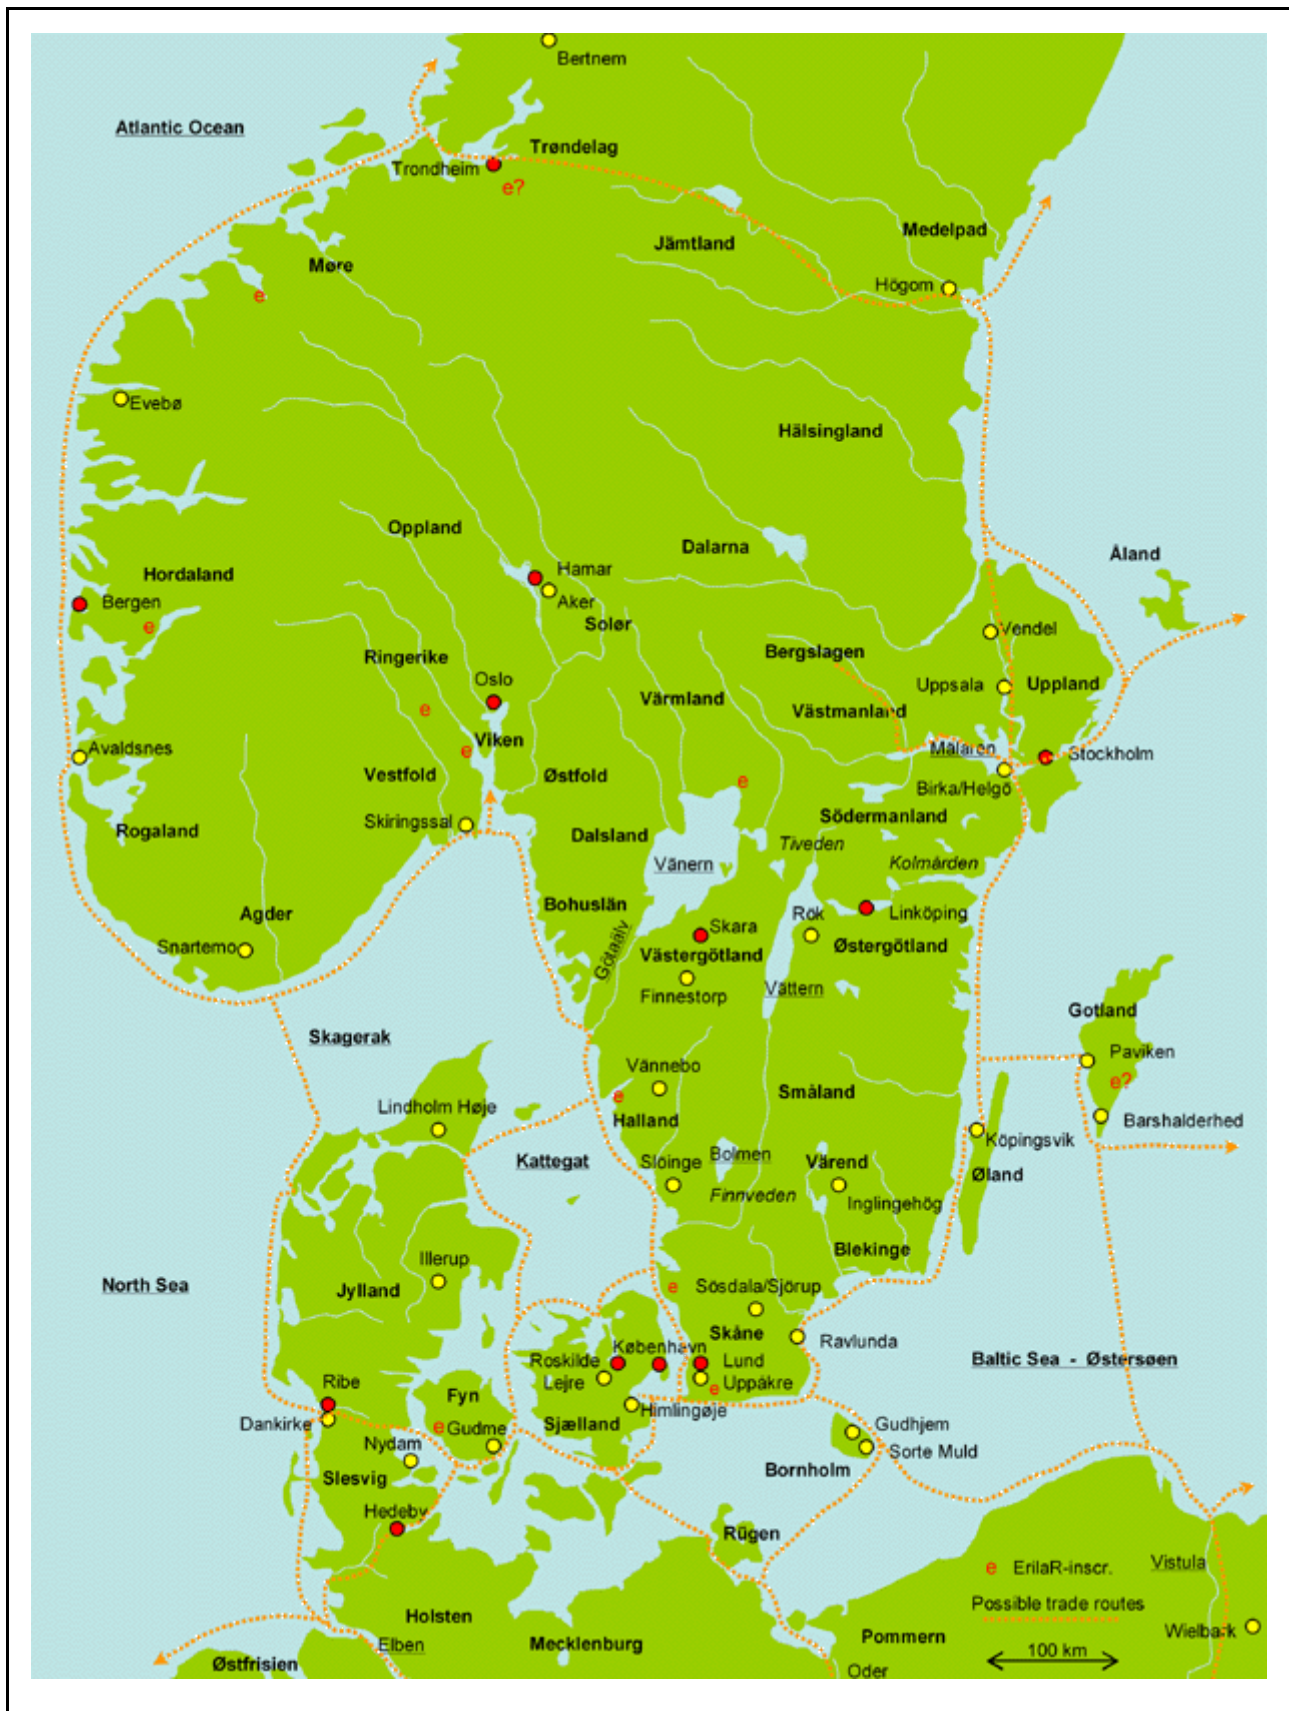 Bertnem
Atlantic Ocean
Trøndelag
Trondheim
e?
Medelpad
Jämtland
Møre
Högom
e
Evebø
Hälsingland
Oppland
Dalarna
Åland
Hamar
Hordaland
Bergen
Aker
e
Solør
Vendel
Bergslagen
Ringerike
Oslo
Uppsala
Uppland
Värmland
e
Västmanland
Viken
e
Avaldsnes
Mälaren
Stockholm
e
Vestfold
Østfold
e
Birka/Helgö
Skiringssal
Södermanland
Rogaland
Dalsland
Tiveden
Vänern
Kolmården
Bohuslän
Agder
Rök
Linköping
Skara
Snartemo
Götaälv
Västergötland
Østergötland
Finnestorp
Vättern
Gotland
Skagerak
Paviken
Vännebo
e?
Småland
e
Lindholm Høje
Halland
Barshalderhed
Köpingsvik
Kattegat
Slöinge
Bolmen
Värend
Øland
Finnveden
Inglingehög
Blekinge
Illerup
North Sea
Jylland
e
Sösdala/Sjörup
Skåne
Ravlunda
København
Roskilde
Lund
Baltic Sea - Østersøen
Lejre
Uppåkre
e
Ribe
Fyn
Himlingøje
Dankirke
Sjælland
e
Gudme
Gudhjem
Nydam
Sorte Muld
Slesvig
Bornholm
Hedeby
Rügen
e
ErilaR-inscr.
Vistula
Possible trade routes
Holsten
Wielbark
Elben
Mecklenburg
Pommern
100 km
Østfrisien
Oder